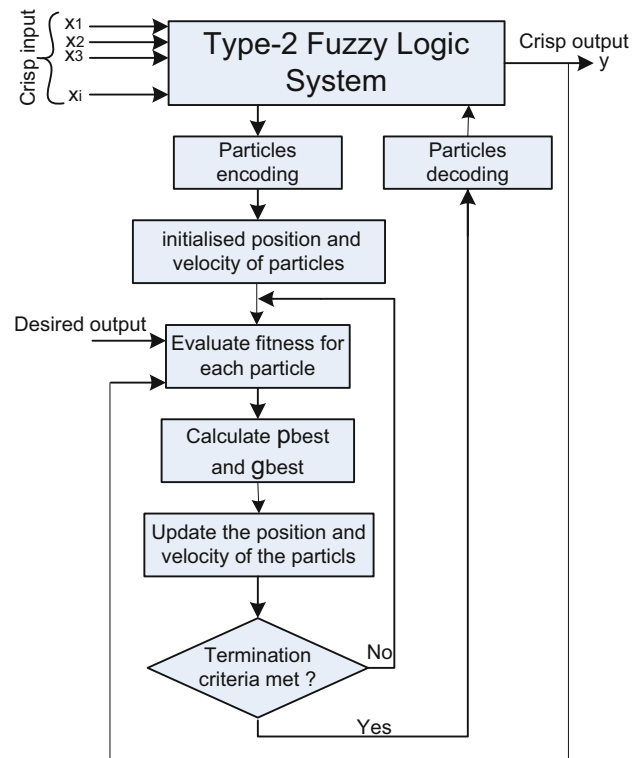 Crisp input
x1
x2
x3
xi
Type-2 Fuzzy Logic
System
Crisp output
y
Particles
encoding
Particles
decoding
initialised position and
velocity of particles
Desired output
Evaluate fitness for
each particle
Calculate pbest
and gbest
Update the position and
velocity of the particls
Termination
criteria met ?
No
Yes